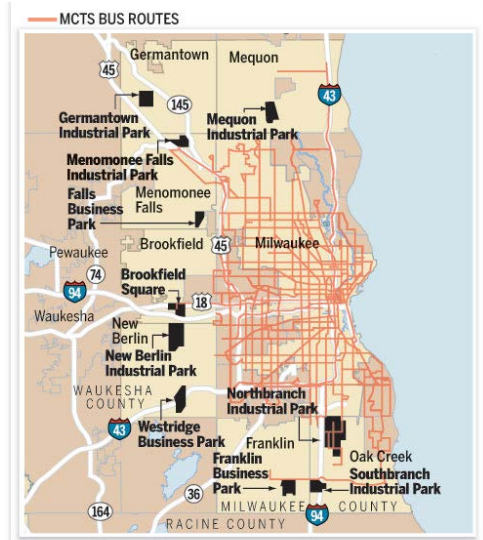 MCTS BUS ROUTES
Germantown
Mequon
45
43
145
Germantown
Industrial Park
Mequon
Industrial Park
Menomonee Falls
Industrial Park
Falls
Business
Park
Menomonee
Falls
Pewaukee
Brookfield
45
Milwaukee
74
Brookfield
Square
94
18
Waukesha
New
Berlin
New Berlin
Industrial Park
WAUKESHA
COUNTY
Northbranch
Industrial Park
43
Westridge
Business Park
Franklin
Oak Creek
Franklin
Business
Park
Southbranch
Industrial Park
36
164
MILWAUKEE COUNTY
94
RACINE COUNTY